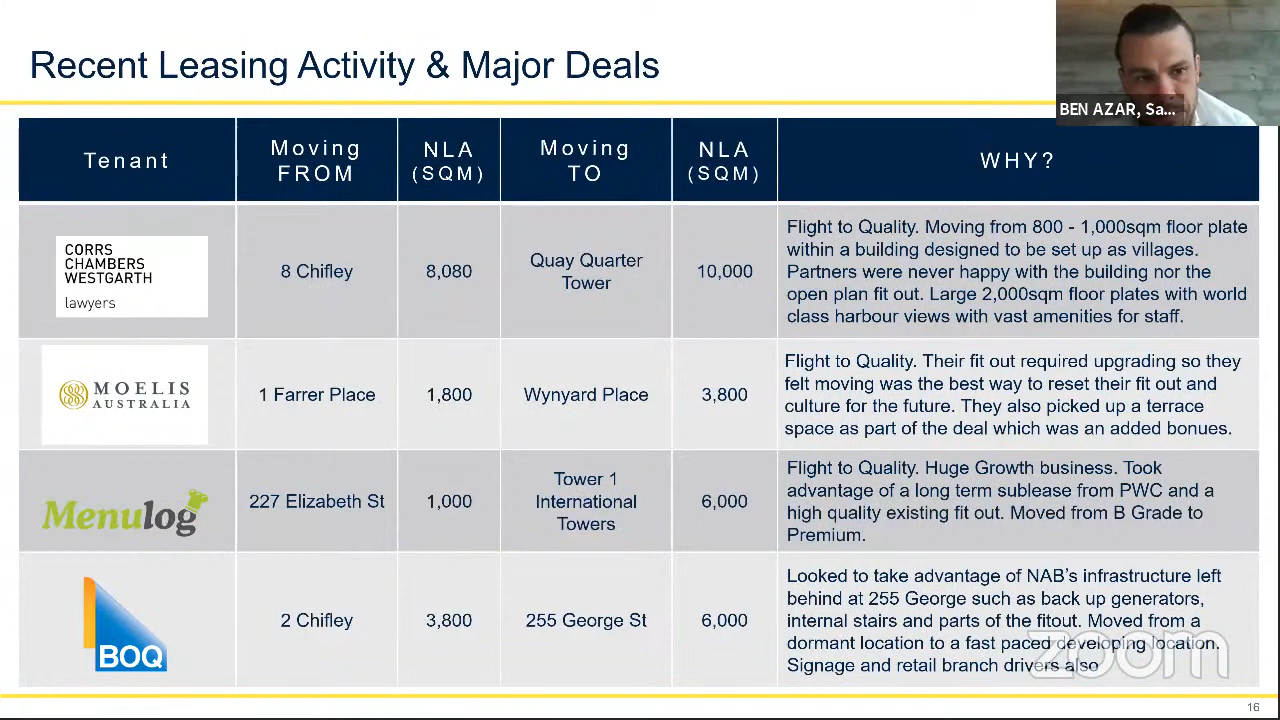 Recent Leasing Activity & Major Deals
BEN AZAR, Sa...
Tenant
Moving
FROM
NLA
(SQM)
Moving
TO
NLA
(SQM)
WHY?
CORRS
CHAMBERS
WESTGARTH
lawyers
8 Chifley
8,080
Quay Quarter
Tower
10,000
Flight to Quality. Moving from 800 - 1,000sqm floor plate
within a building designed to be set up as villages.
Partners were never happy with the building nor the
open plan fit out. Large 2,000sqm floor plates with world
class harbour views with vast amenities for staff.
MOELIS
AUSTRALIA
1 Farrer Place
1,800
Wynyard Place
3,800
Flight to Quality. Their fit out required upgrading so they
felt moving was the best way to reset their fit out and
culture for the future. They also picked up a terrace
space as part of the deal which was an added bonues.
Menulog
227 Elizabeth St
1,000
Tower 1
International
Towers
6,000
Flight to Quality. Huge Growth business. Took
advantage of a long term sublease from PWC and a
high quality existing fit out. Moved from B Grade to
Premium.
BOQ
2 Chifley
3,800
255 George St
6,000
Looked to take advantage of NAB's infrastructure left
behind at 255 George such as back up generators,
internal stairs and parts of the fitout. Moved from a
dormant location to a fast paced developing location.
Signage and retail branch drivers also
zoom
16